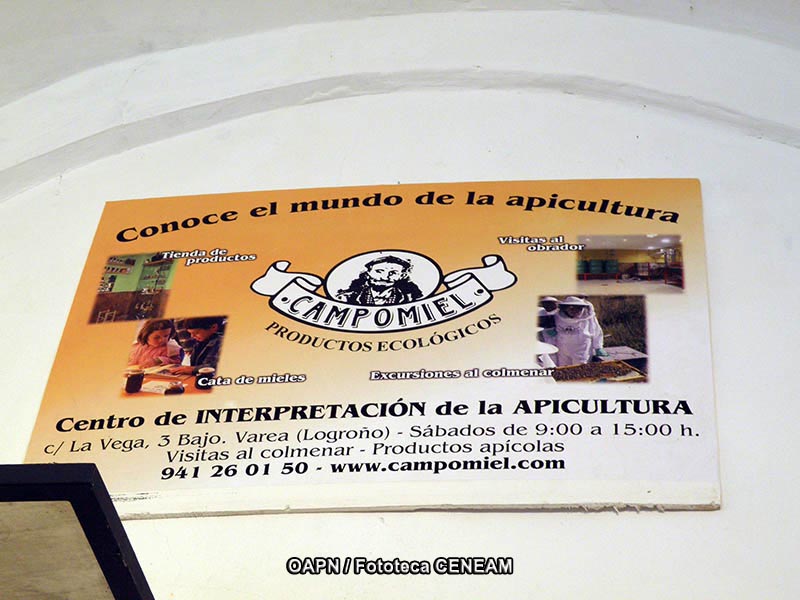 Conoce el mundo de la apicultura
Tienda de
productos
Visitas al
obrador
·CAMPOMIEL·
PRODUCTOS ECOLÓGICOS
Cata de mieles
Excursiones al colmenar
Centro de INTERPRETACIÓN de la APICULTURA
c/ La Vega, 3 Bajo. Varea (Logroño) - Sábados de 9:00 a 15:00 h.
Visitas al colmenar - Productos apícolas
941 26 01 50 - www.campomiel.com
OAPN / Fototeca CENEAM